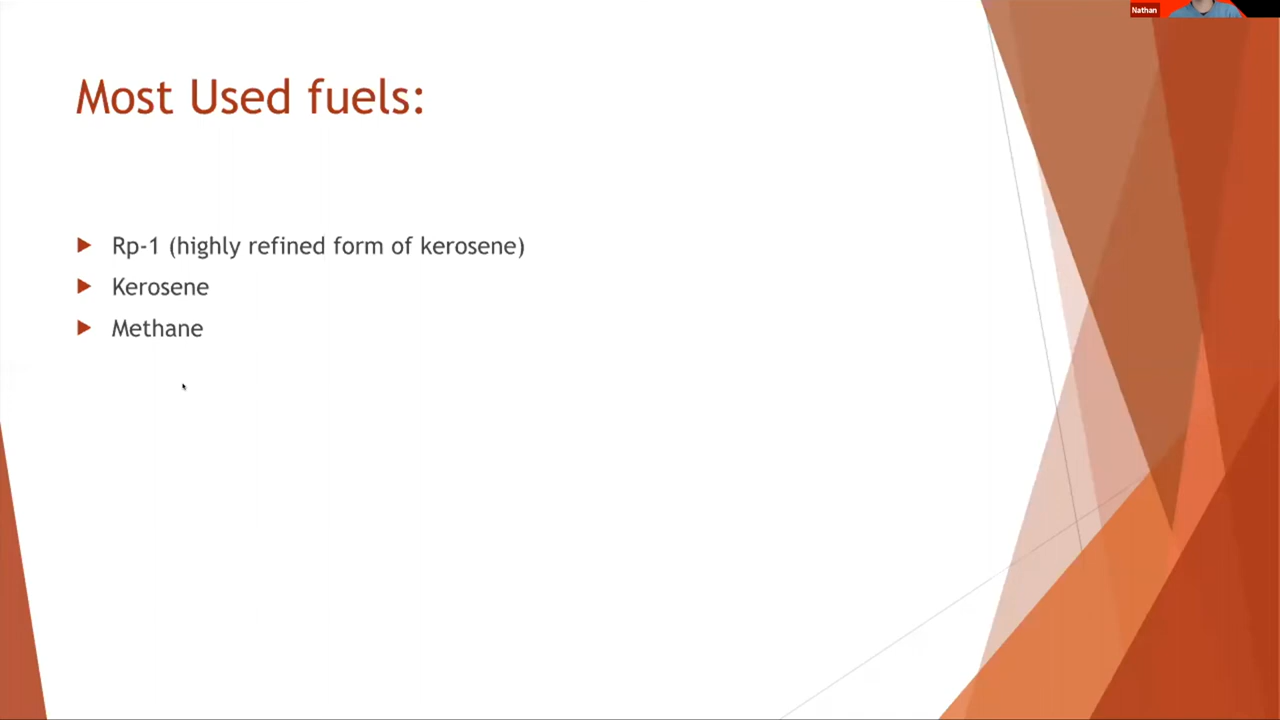 Nathan
Most Used fuels:
Rp-1 (highly refined form of kerosene)
Kerosene
Methane